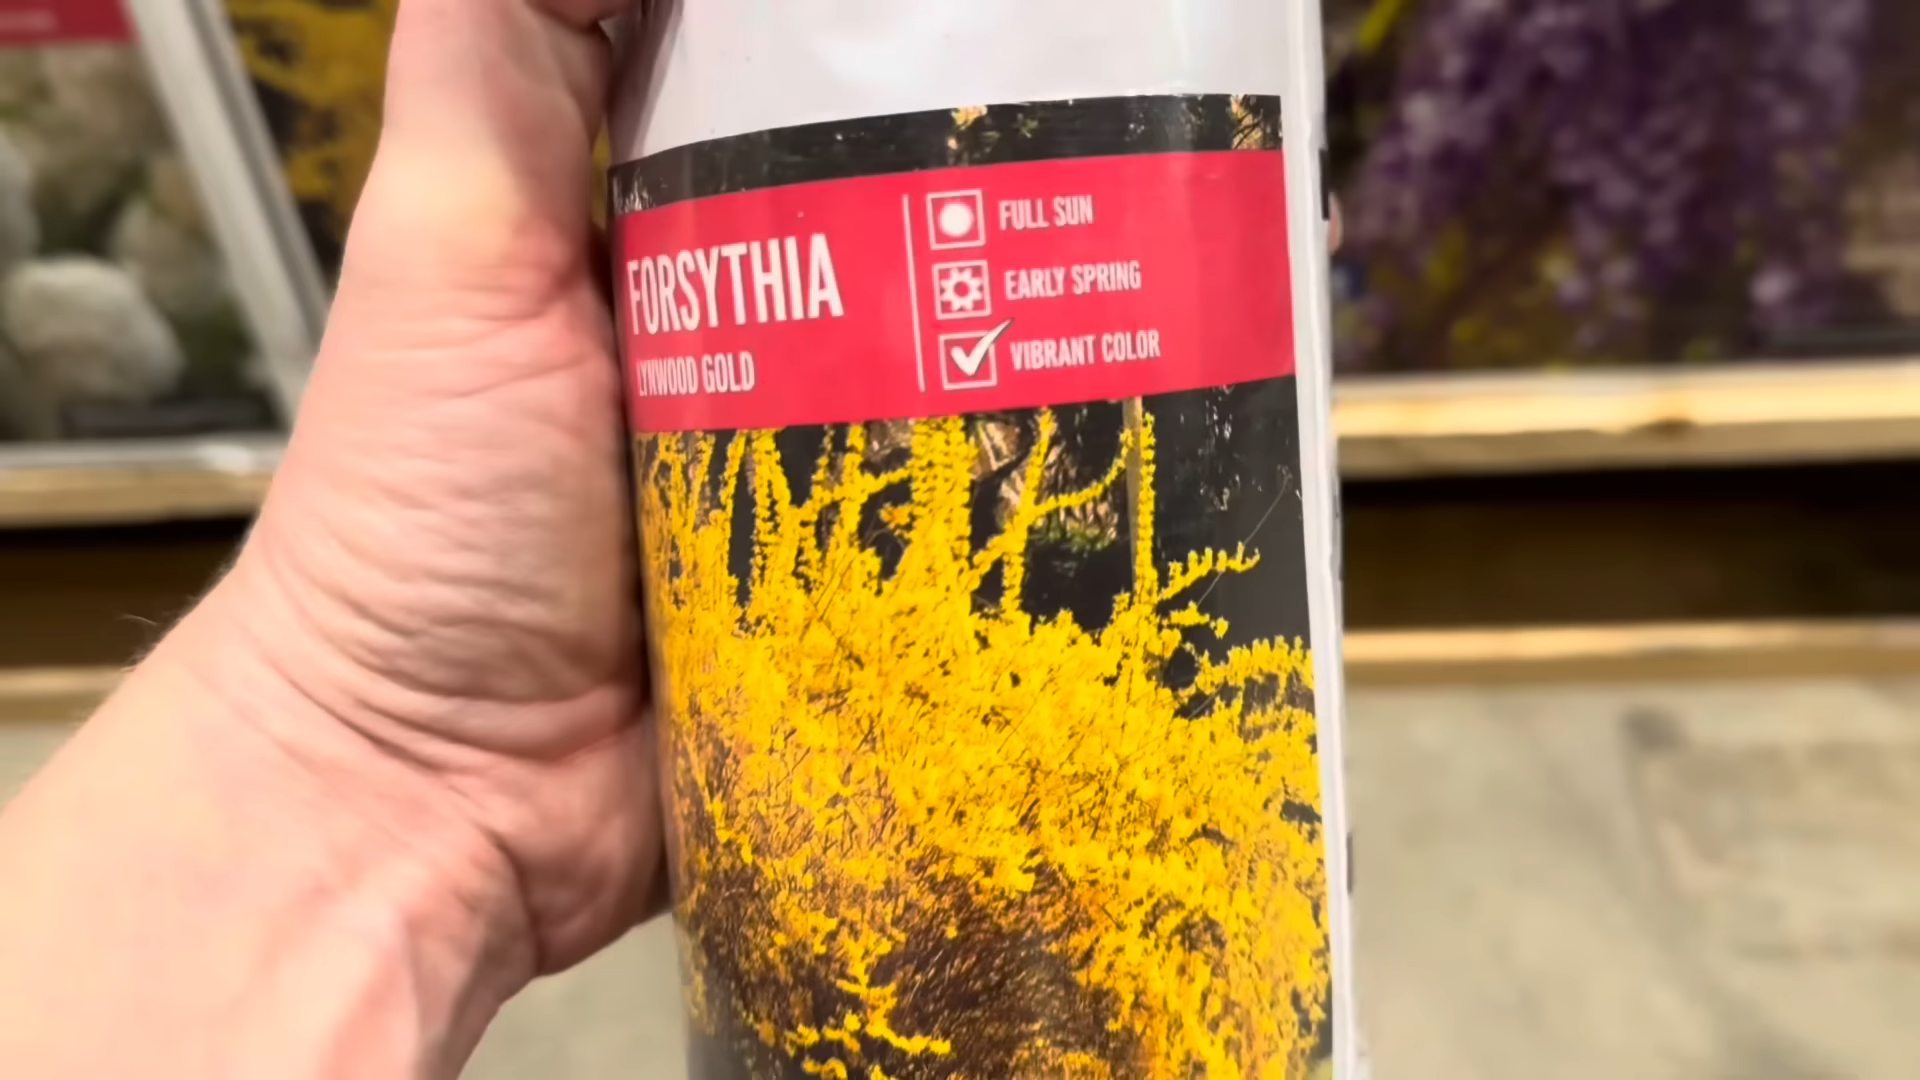 FORSYTHIA
LYNWOOD GOLD
FULL SUN
EARLY SPRING
VIBRANT COLOR